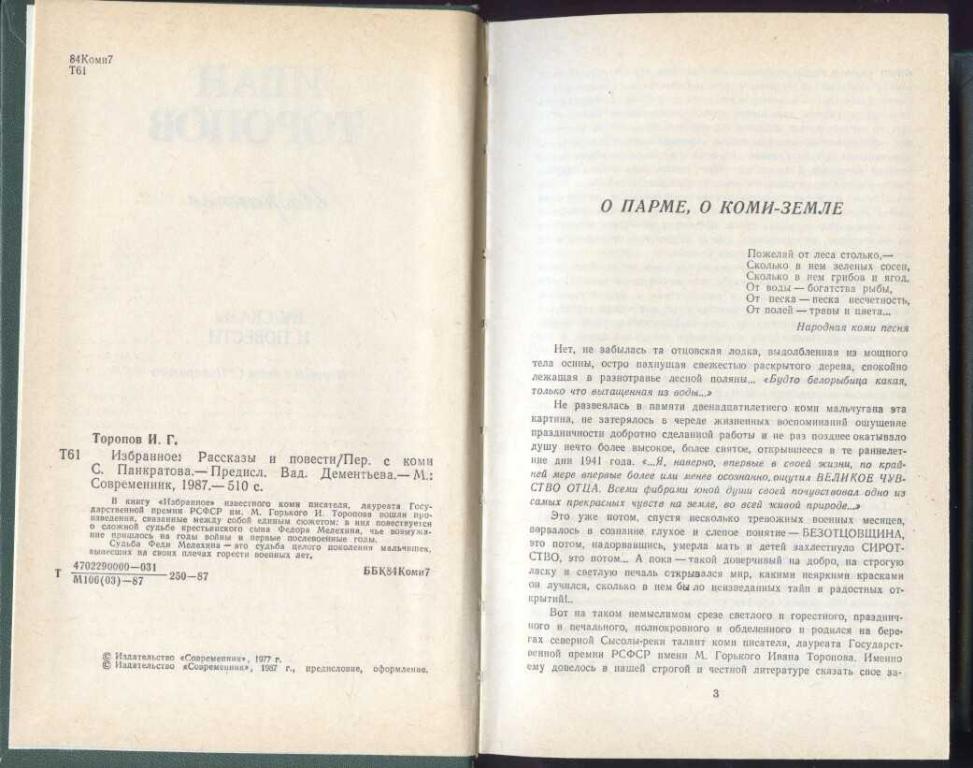 84Коми7
Т61
Торопов И. Г.
Т61 Избранное: Рассказы и повести/Пер. с коми
С. Панкратова.— Предисл. Вад. Дементьева.— М.:
Современник, 1987.— 510 с.
В книгу «Избранное» известного коми писателя, лауреата Госу-
дарственной премии РСФСР им. М. Горького И. Торопова вошли про-
изведения, связанные между собой единым сюжетом: в них повествуется
о сложной судьбе крестьянского сына Федора Мелехина, чье возмужа-
ние пришлось на годы войны и первые послевоенные годы.
Судьба Феди Мелехина — это судьба целого поколения мальчишек,
вынесших на своих плечах горести военных лет.
Т 4702290000—031
М106(03)—87
250—87
ББК84Коми7
© Издательство «Современник», 1977 г.
© Издательство «Современник», 1987 г., предисловие, оформление.
О ПАРМЕ, О КОМИ-ЗЕМЛЕ
Пожелай от леса столько,—
Сколько в нем зеленых сосен,
Сколько в нем грибов и ягод.
От воды — богатства рыбы,
От песка — песка несчетность,
От полей — травы и цвета...
Народная коми песня
Нет, не забылась та отцовская лодка, выдолбленная из мощного
тела осины, остро пахнущая свежестью раскрытого дерева, спокойно
лежащая в разнотравье лесной поляны... «Будто белорыбица какая,
только что вытащенная из воды...»
Не развеялась в памяти двенадцатилетнего коми мальчугана эта
картина, не затерялось в череде жизненных воспоминаний ощущение
праздничности добротно сделанной работы и не раз позднее окатывало
душу нечто более высокое, более святое, открывшееся в те раннелет-
ние дни 1941 года. «...Я, наверно, впервые в своей жизни, по край-
ней мере впервые более или менее осознанно, ощутил ВЕЛИКОЕ ЧУВ-
СТВО ОТЦА. Всеми фибрами юной души своей почувствовал одно из
самых прекрасных чувств на земле, во всей живой природе...»
Это уже потом, спустя несколько тревожных военных месяцев,
ворвалось в сознание глухое и слепое понятие — БЕЗОТЦОВЩИНА,
это потом, надорвавшись, умерла мать и детей захлестнуло СИРОТ-
СТВО, это потом... А пока — такой доверчивый на добро, на строгую
ласку и светлую печаль открывался мир, какими неяркими красками
он лучился, сколько в нем было неизведанных тайн и радостных от-
крытий!..
Вот на таком немыслимом срезе светлого и горестного, празднич-
ного и печального, полнокровного и обделенного и родился на бере-
гах северной Сысолы-реки талант коми писателя, лауреата Государст-
венной премии РСФСР имени М. Горького Ивана Торопова. Именно
ему довелось в нашей строгой и честной литературе сказать свое за-
3